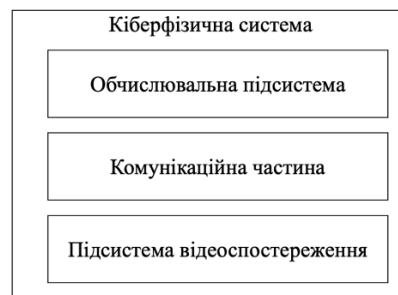 Кіберфізична система
Обчислювальна підсистема
Комунікаційна частина
Підсистема відеоспостереження